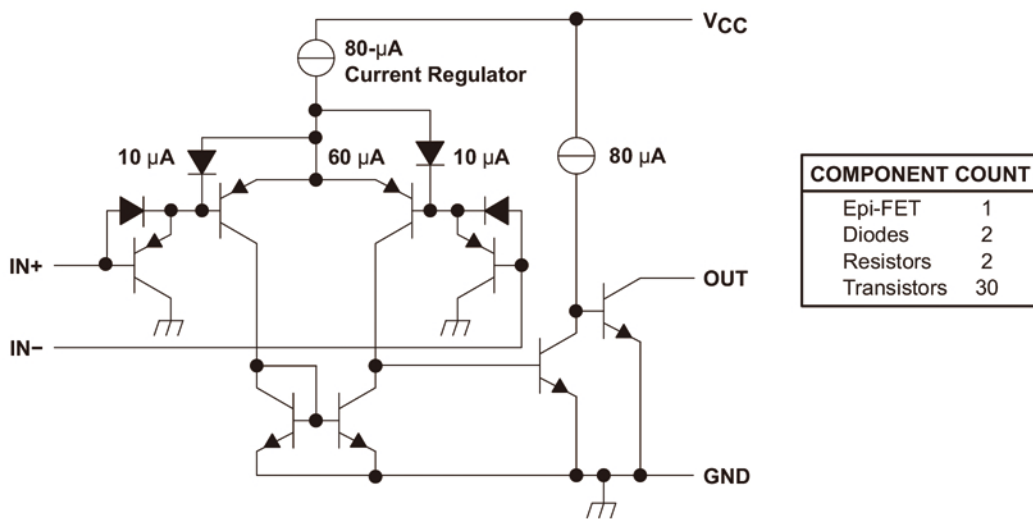 VCC
80-µA
Current Regulator
10 µA
60 µA
10 µA
80 µA
IN+
OUT
IN−
GND
COMPONENT COUNT
Epi-FET 1
Diodes 2
Resistors 2
Transistors 30